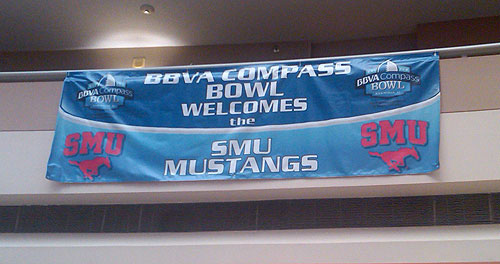 BBVA COMPASS
BOWL
WELCOMES
the
SMU
MUSTANGS
BBVA Compass
BOWL
BBVA Compass
BOWL
SMU
SMU